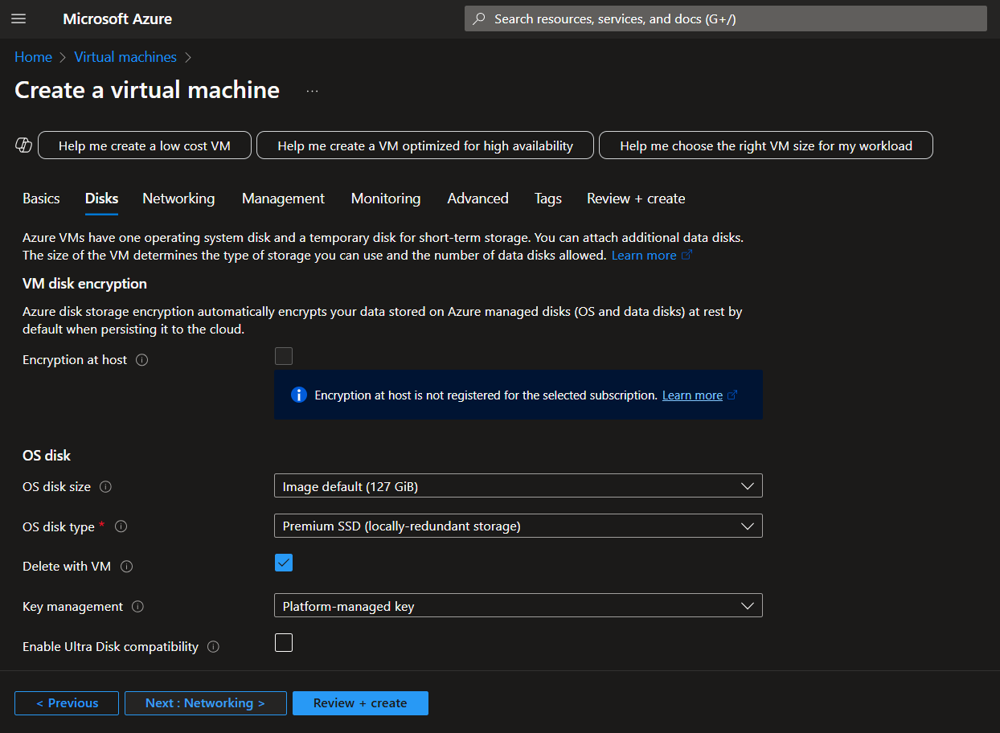 Microsoft Azure
Search resources, services, and docs (G+/)
Home > Virtual machines >
Create a virtual machine ...
Help me create a low cost VM
Help me create a VM optimized for high availability
Help me choose the right VM size for my workload
Basics Disks Networking Management Monitoring Advanced Tags Review + create
Azure VMs have one operating system disk and a temporary disk for short-term storage. You can attach additional data disks.
The size of the VM determines the type of storage you can use and the number of data disks allowed. Learn more
VM disk encryption
Azure disk storage encryption automatically encrypts your data stored on Azure managed disks (OS and data disks) at rest by
default when persisting it to the cloud.
Encryption at host
Encryption at host is not registered for the selected subscription. Learn more
OS disk
OS disk size
Image default (127 GiB)
OS disk type *
Premium SSD (locally-redundant storage)
Delete with VM
Key management
Platform-managed key
Enable Ultra Disk compatibility
< Previous
Next : Networking >
Review + create